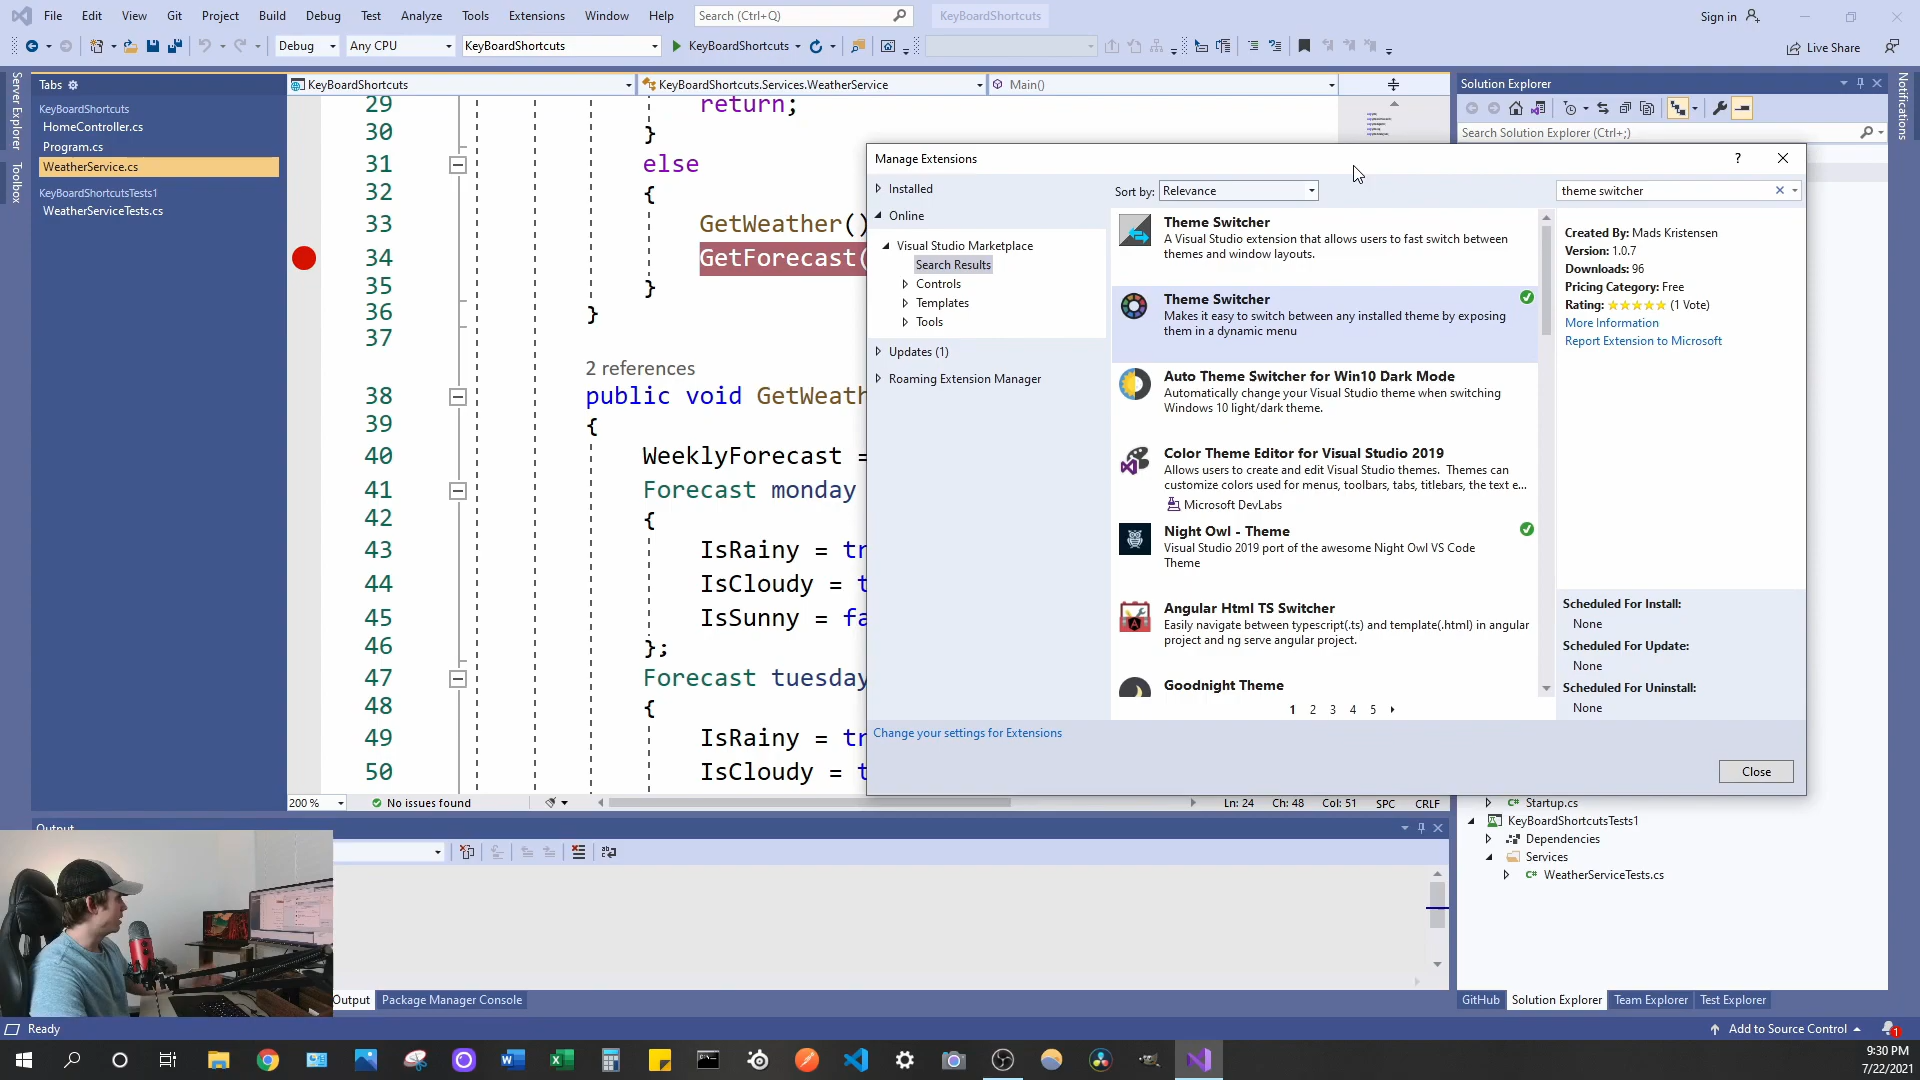 File Edit View Git Project Build Debug Test Analyze Tools Extensions Window Help Search (Ctrl+Q) KeyBoardShortcuts Sign in
Debug Any CPU KeyBoardShortcuts KeyBoardShortcuts Live Share
Server Explorer
Toolbox
Tabs
KeyBoardShortcuts
HomeController.cs
Program.cs
WeatherService.cs
KeyBoardShortcutsTests1
WeatherServiceTests.cs
KeyBoardShortcuts KeyBoardShortcuts.Services.WeatherService Main()
29 return;
30 }
31 else
32 {
33 GetWeather()
34 GetForecast(
35 }
36 }
37
2 references
38 public void GetWeath
39 {
40 WeeklyForecast =
41 Forecast monday
42 {
43 IsRainy = tr
44 IsCloudy = t
45 IsSunny = fa
46 };
47 Forecast tuesday
48 {
49 IsRainy = tr
50 IsCloudy = t
200 % No issues found Ln: 24 Ch: 48 Col: 51 SPC CRLF
Manage Extensions ?
Installed
Online
Visual Studio Marketplace
Search Results
Controls
Templates
Tools
Updates (1)
Roaming Extension Manager
Change your settings for Extensions
Sort by: Relevance
theme switcher
Theme Switcher
A Visual Studio extension that allows users to fast switch between
themes and window layouts.
Theme Switcher
Makes it easy to switch between any installed theme by exposing
them in a dynamic menu
Auto Theme Switcher for Win10 Dark Mode
Automatically change your Visual Studio theme when switching
Windows 10 light/dark theme.
Color Theme Editor for Visual Studio 2019
Allows users to create and edit Visual Studio themes. Themes can
customize colors used for menus, toolbars, tabs, titlebars, the text e...
Microsoft DevLabs
Night Owl - Theme
Visual Studio 2019 port of the awesome Night Owl VS Code
Theme
Angular Html TS Switcher
Easily navigate between typescript(.ts) and template(.html) in angular
project and ng serve angular project.
Goodnight Theme
1 2 3 4 5
Created By: Mads Kristensen
Version: 1.0.7
Downloads: 96
Pricing Category: Free
Rating: (1 Vote)
More Information
Report Extension to Microsoft
Scheduled For Install:
None
Scheduled For Update:
None
Scheduled For Uninstall:
None
Close
Solution Explorer
Search Solution Explorer (Ctrl+;)
Notifications
Startup.cs
KeyBoardShortcutsTests1
Dependencies
Services
WeatherServiceTests.cs
Output
Output Package Manager Console
GitHub Solution Explorer Team Explorer Test Explorer
Ready Add to Source Control 1
9:30 PM
7/22/2021